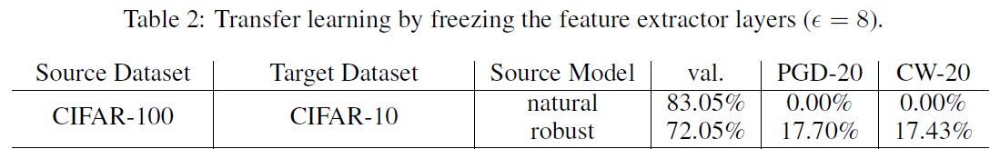 Table 2: Transfer learning by freezing the feature extractor layers (ϵ = 8).
Source Dataset Target Dataset Source Model val. PGD-20 CW-20
CIFAR-100 CIFAR-10 natural 83.05% 0.00% 0.00%
robust 72.05% 17.70% 17.43%